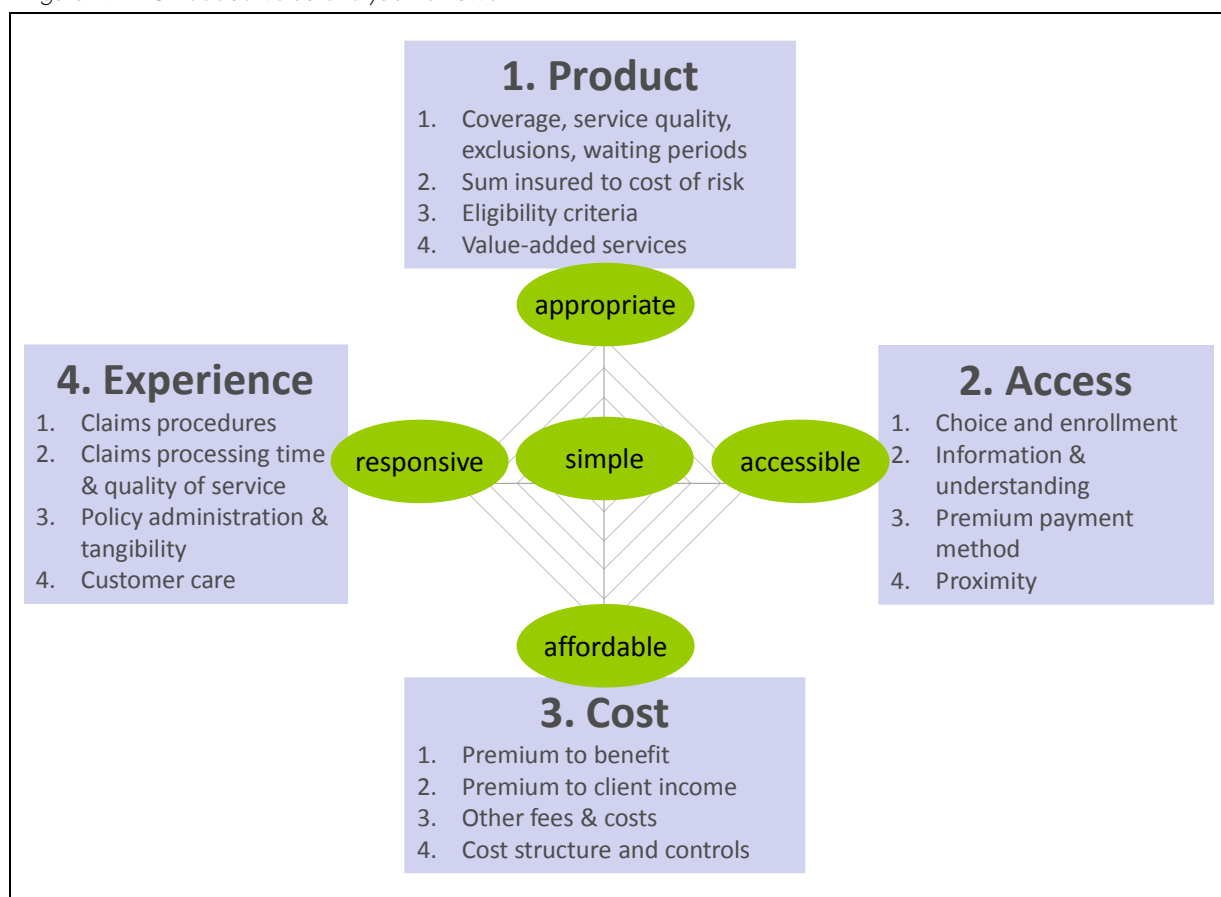 1. Product
1. Coverage, service quality,
exclusions, waiting periods
2. Sum insured to cost of risk
3. Eligibility criteria
4. Value-added services
appropriate
4. Experience
1. Claims procedures
2. Claims processing time
& quality of service
3. Policy administration &
tangibility
4. Customer care
responsive
simple
accessible
2. Access
1. Choice and enrollment
2. Information &
understanding
3. Premium payment
method
4. Proximity
affordable
3. Cost
1. Premium to benefit
2. Premium to client income
3. Other fees & costs
4. Cost structure and controls